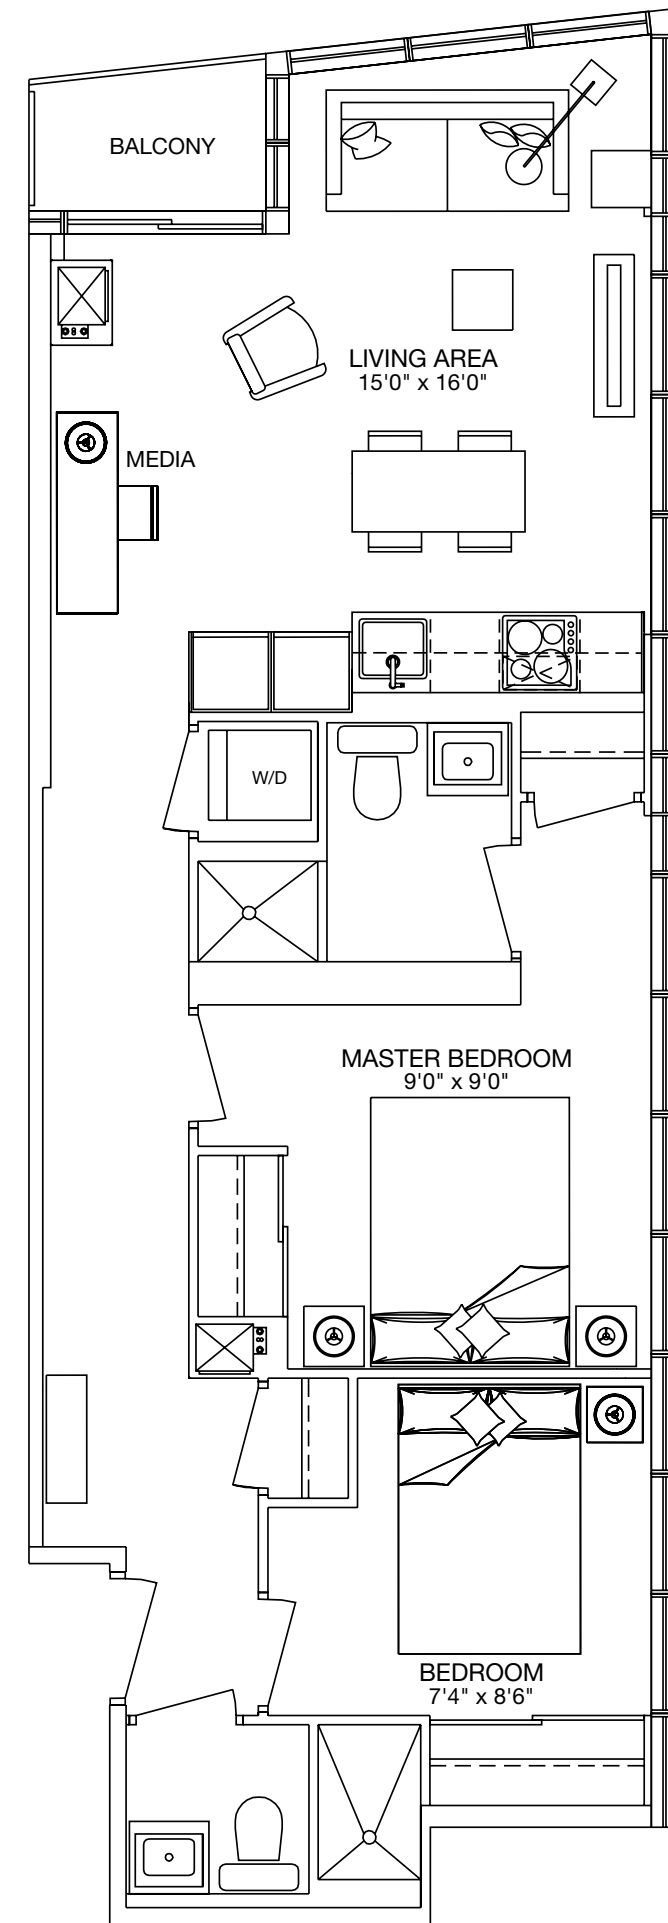 BALCONY
LIVING AREA
15'0" x 16'0"
MEDIA
W/D
MASTER BEDROOM
9'0" x 9'0"
BEDROOM
7'4" x 8'6"